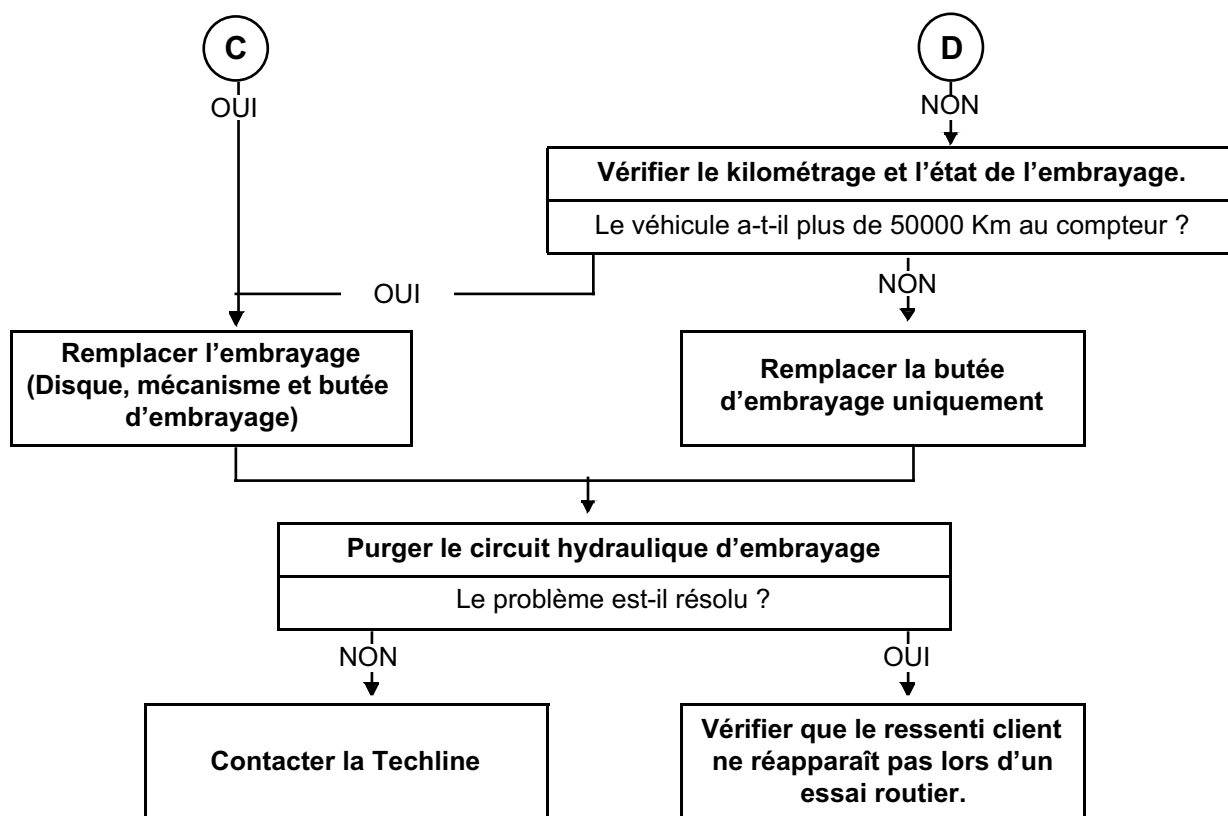 C
D
OUI
NON
Vérifier le kilométrage et l’état de l’embrayage.
Le véhicule a-t-il plus de 50000 Km au compteur ?
OUI
NON
Remplacer l’embrayage
(Disque, mécanisme et butée
d’embrayage)
Remplacer la butée
d’embrayage uniquement
Purger le circuit hydraulique d’embrayage
Le problème est-il résolu ?
NON
OUI
Contacter la Techline
Vérifier que le ressenti client
ne réapparaît pas lors d’un
essai routier.